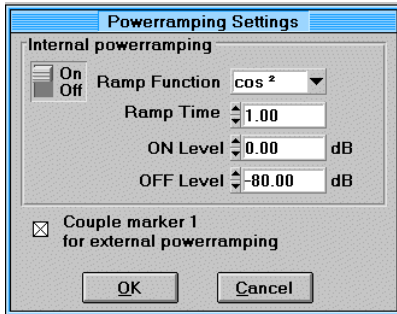 Powerramping Settings
Internal powerramping
On
Off
Ramp Function cos ²
Ramp Time 1.00
ON Level 0.00 dB
OFF Level -80.00 dB
Couple marker 1
for external powerramping
OK Cancel